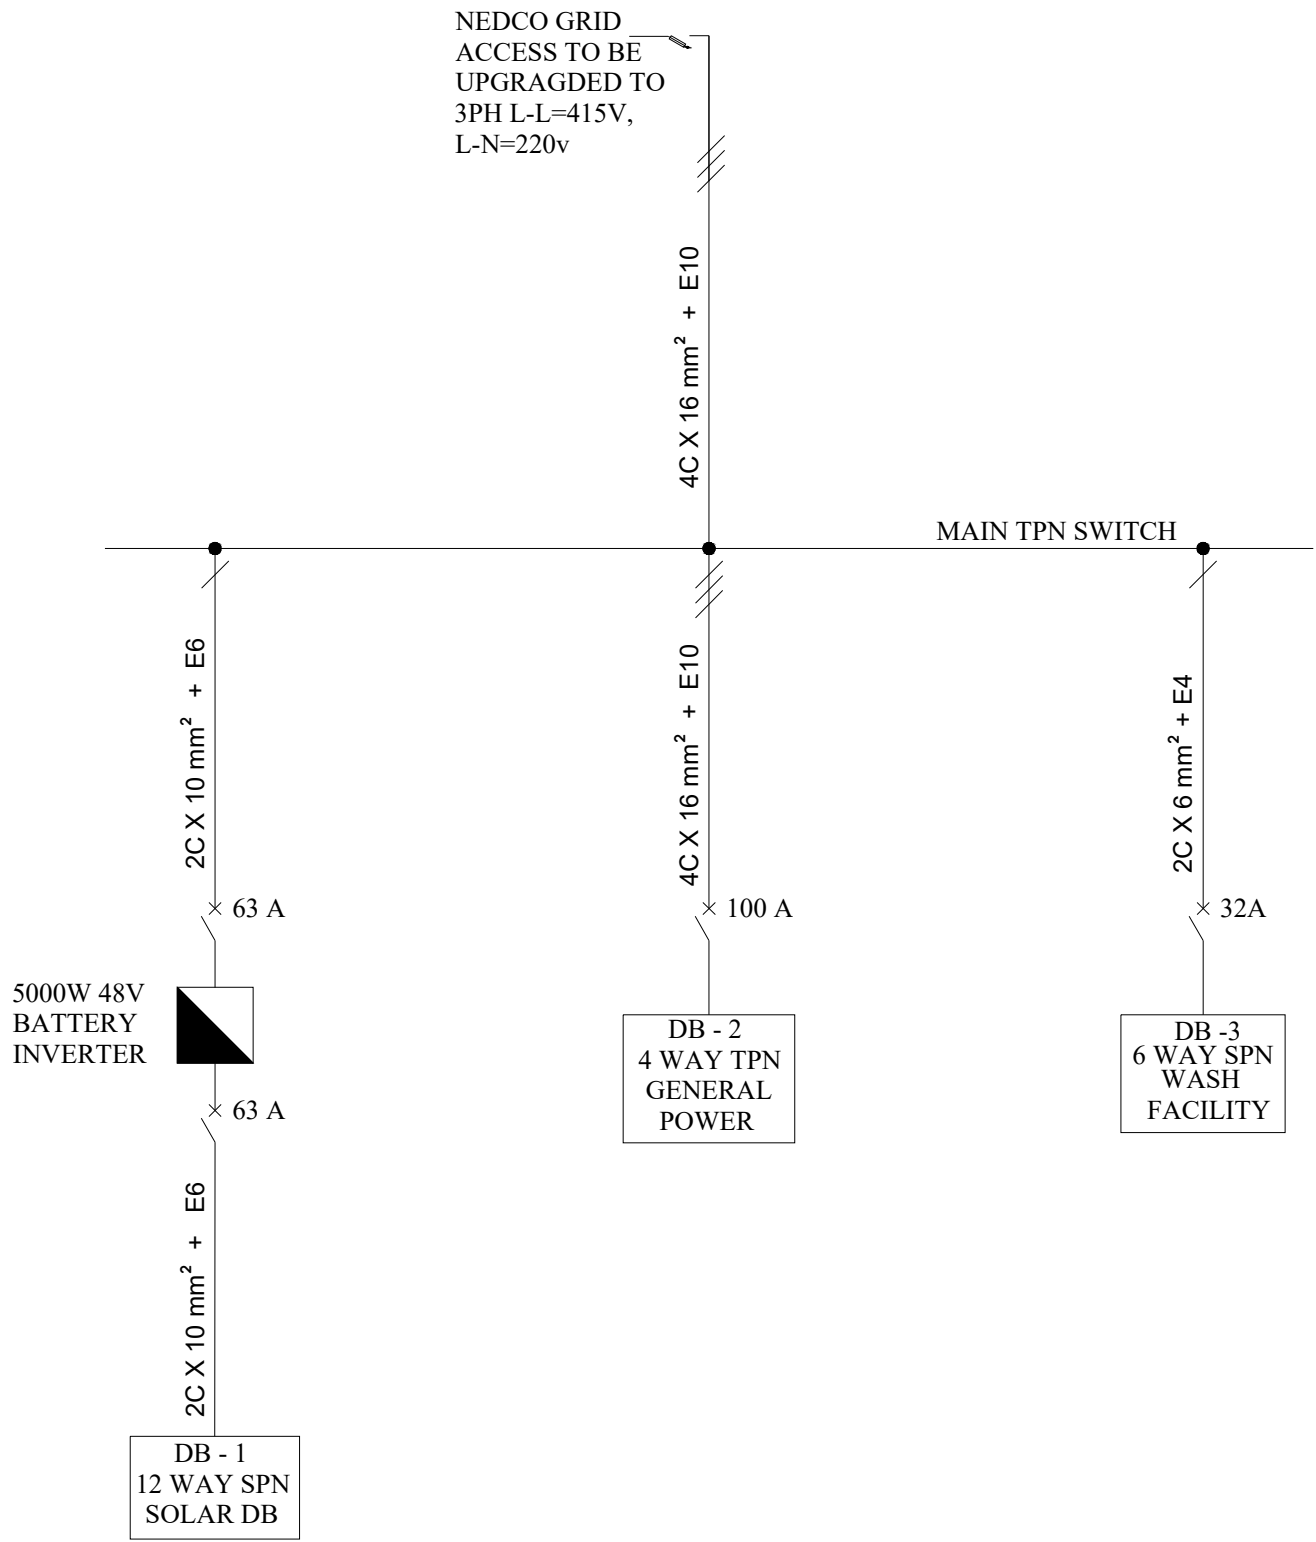 NEDCO GRID
ACCESS TO BE
UPGRAGDED TO
3PH L-L=415V,
L-N=220v
4C X 16 mm² + E10
MAIN TPN SWITCH
2C X 10 mm² + E6
4C X 16 mm² + E10
2C X 6 mm² + E4
63 A
100 A
32A
5000W 48V
BATTERY
INVERTER
DB - 2
4 WAY TPN
GENERAL
POWER
DB -3
6 WAY SPN
WASH
FACILITY
63 A
2C X 10 mm² + E6
DB - 1
12 WAY SPN
SOLAR DB